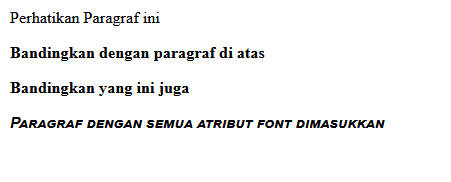 Perhatikan Paragraf ini
Bandingkan dengan paragraf di atas
Bandingkan yang ini juga
Paragraf dengan semua atribut font dimasukkan